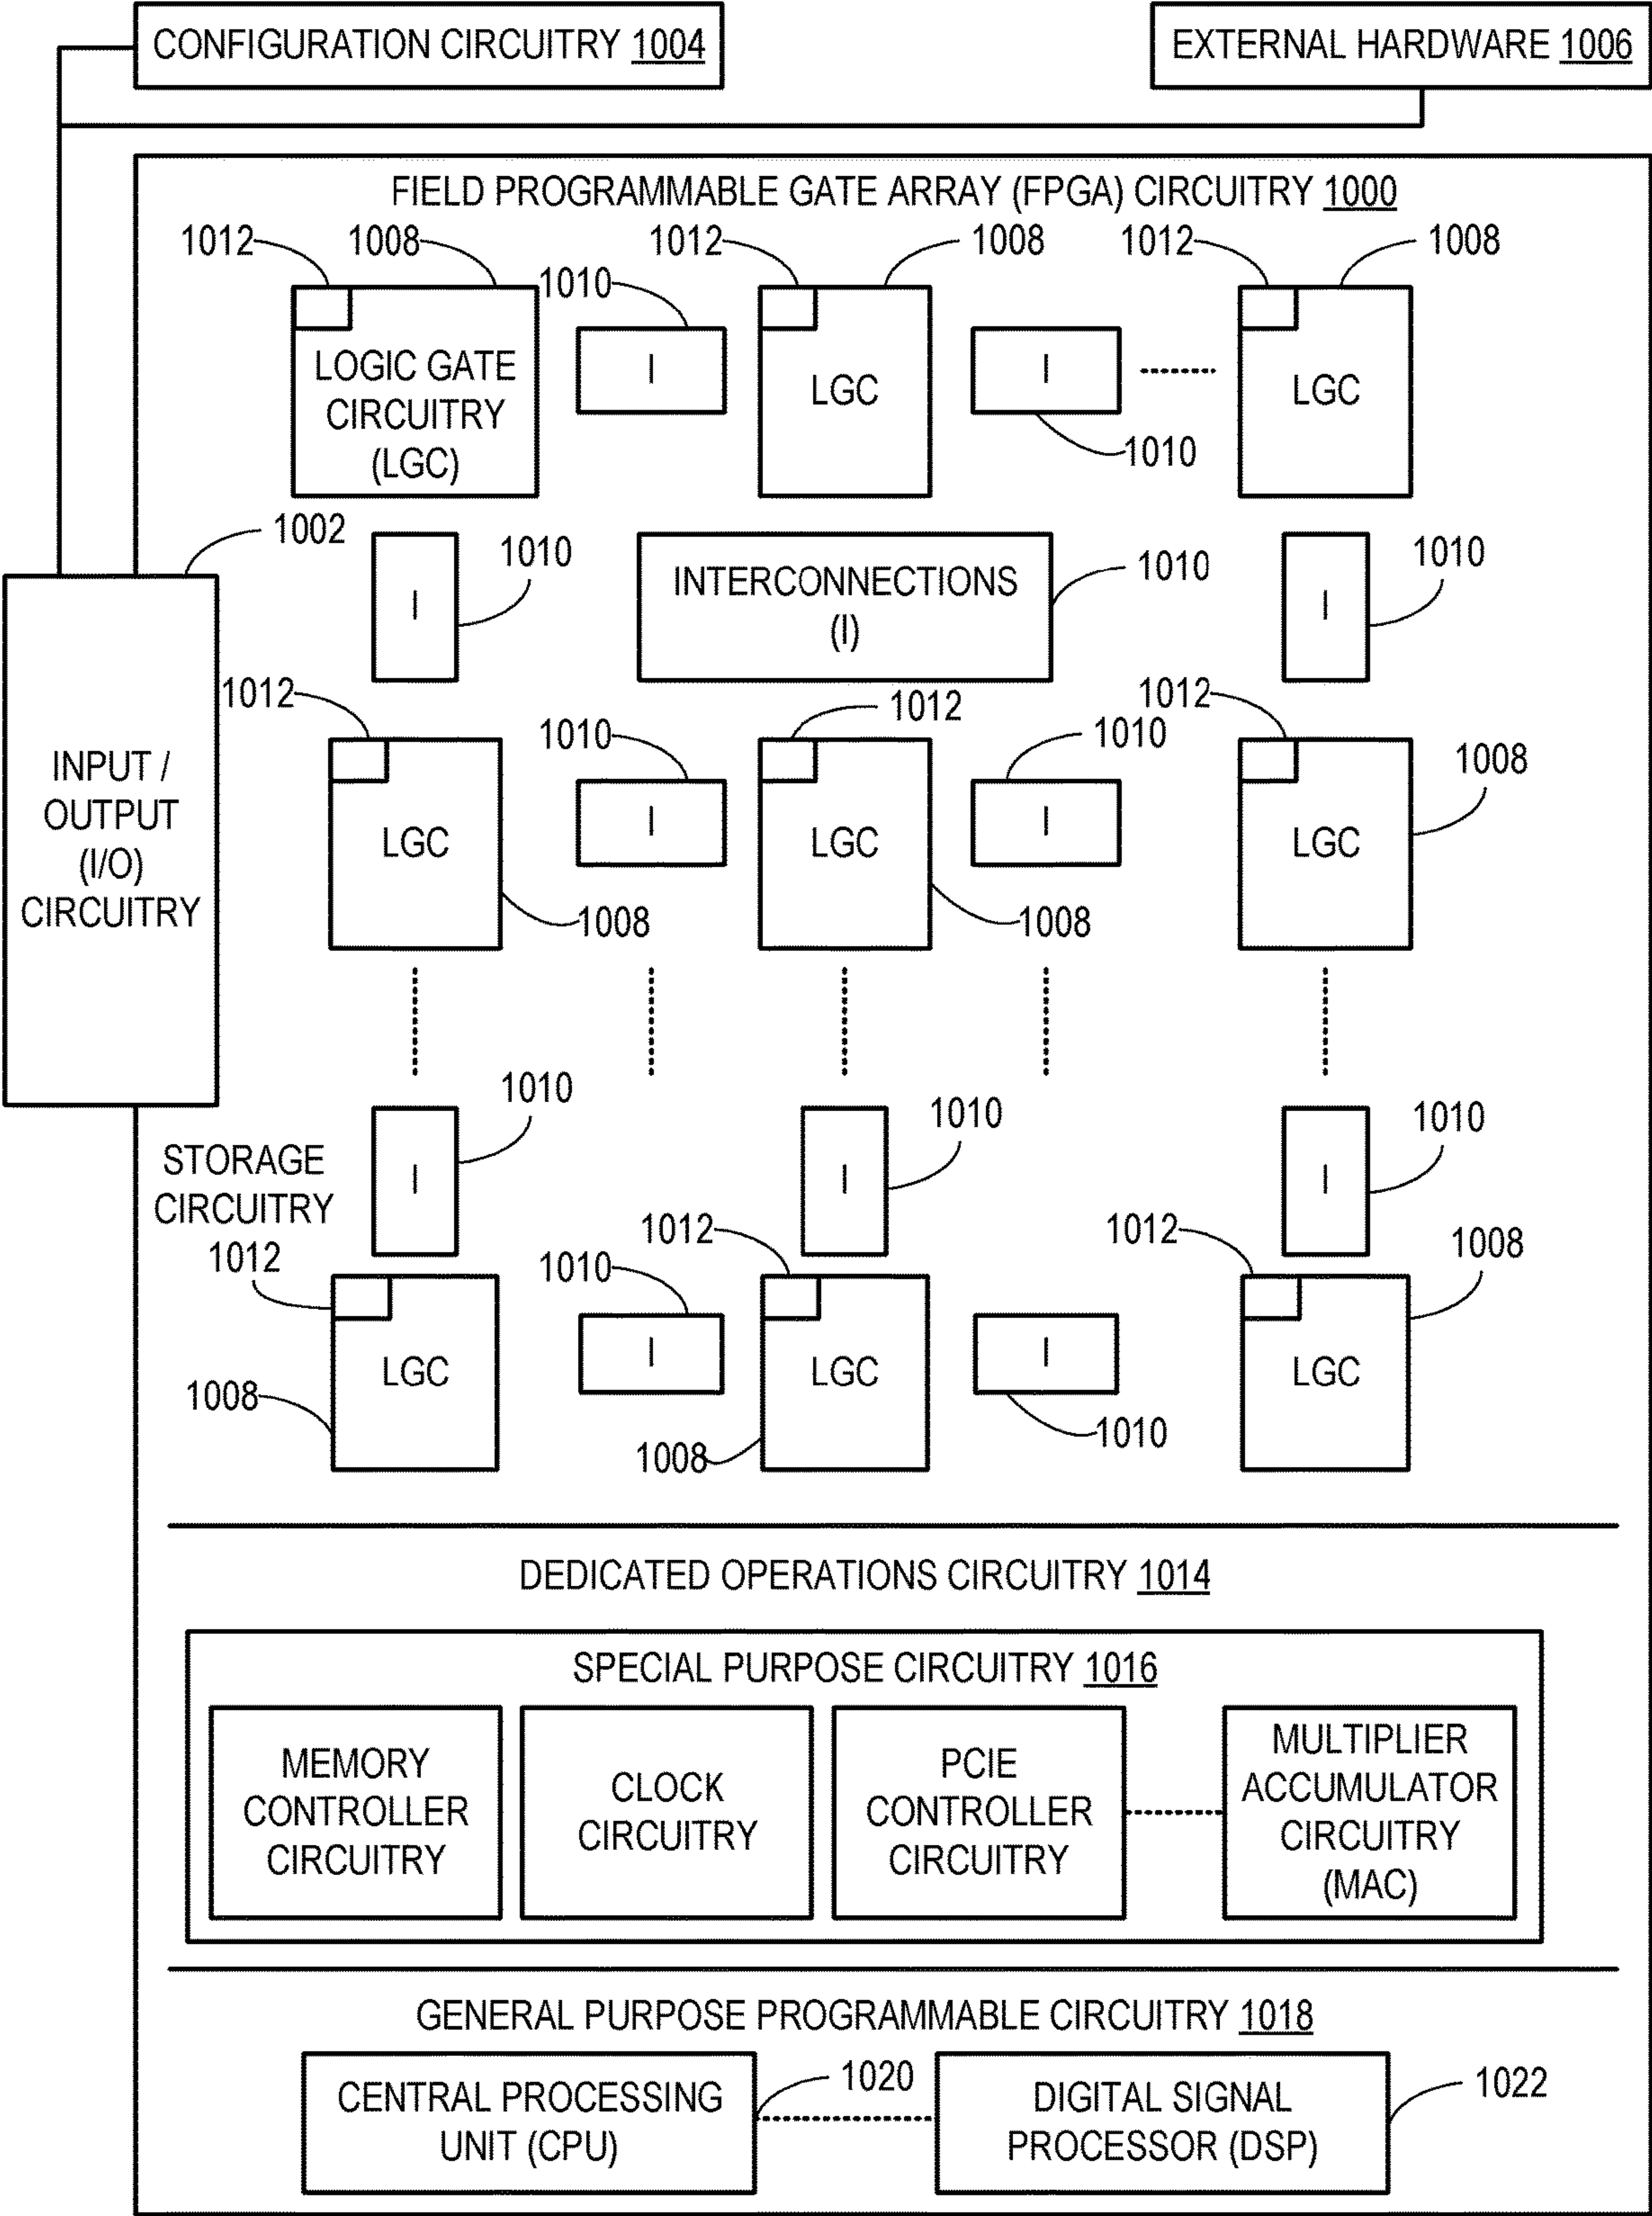 CONFIGURATION CIRCUITRY 1004
EXTERNAL HARDWARE 1006
FIELD PROGRAMMABLE GATE ARRAY (FPGA) CIRCUITRY 1000
1012
1008
1010
1012
1008
1012
1008
LOGIC GATE
CIRCUITRY
(LGC)
I
LGC
I
LGC
1010
1002
1010
1010
1010
I
INTERCONNECTIONS
(I)
I
1012
1010
1012
1010
1012
1008
INPUT /
OUTPUT
(I/O)
CIRCUITRY
LGC
I
LGC
I
LGC
1008
1008
1010
1010
1010
STORAGE
CIRCUITRY
I
I
I
1012
1010
1012
1012
1008
LGC
I
LGC
I
LGC
1008
1008
1010
DEDICATED OPERATIONS CIRCUITRY 1014
SPECIAL PURPOSE CIRCUITRY 1016
MEMORY
CONTROLLER
CIRCUITRY
CLOCK
CIRCUITRY
PCIE
CONTROLLER
CIRCUITRY
MULTIPLIER
ACCUMULATOR
CIRCUITRY
(MAC)
GENERAL PURPOSE PROGRAMMABLE CIRCUITRY 1018
CENTRAL PROCESSING
UNIT (CPU)
1020
DIGITAL SIGNAL
PROCESSOR (DSP)
1022